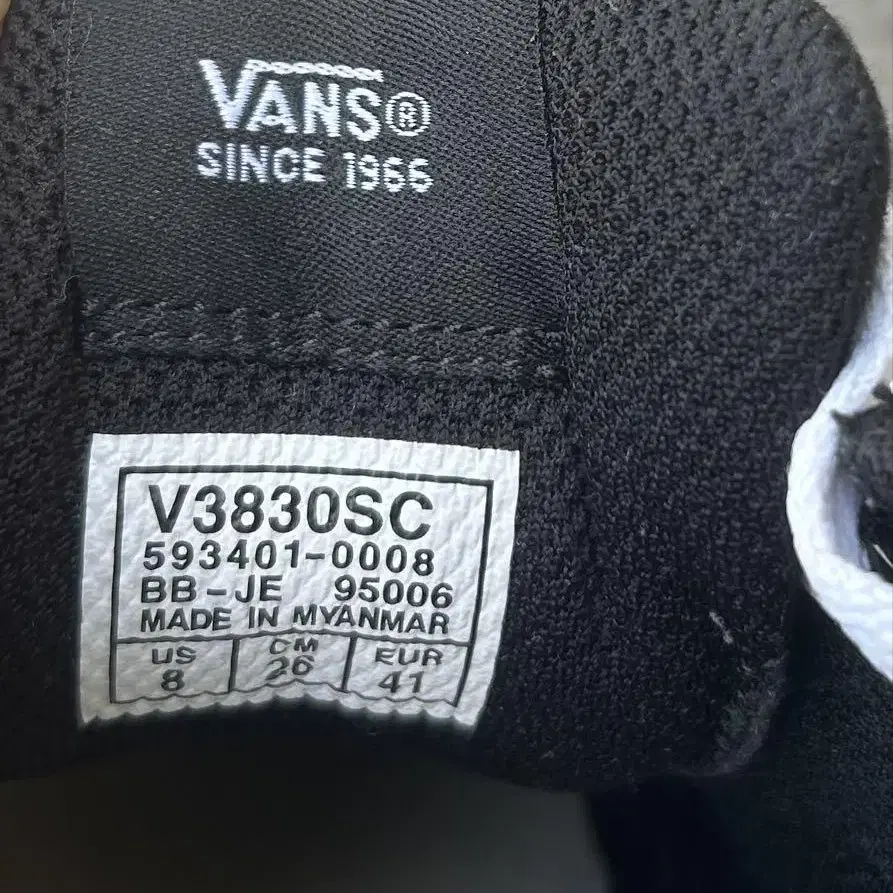 VANS®
SINCE 1966
V3830SC
593401-0008
BB-JE 95006
MADE IN MYANMAR
US CM EUR
8 26 41